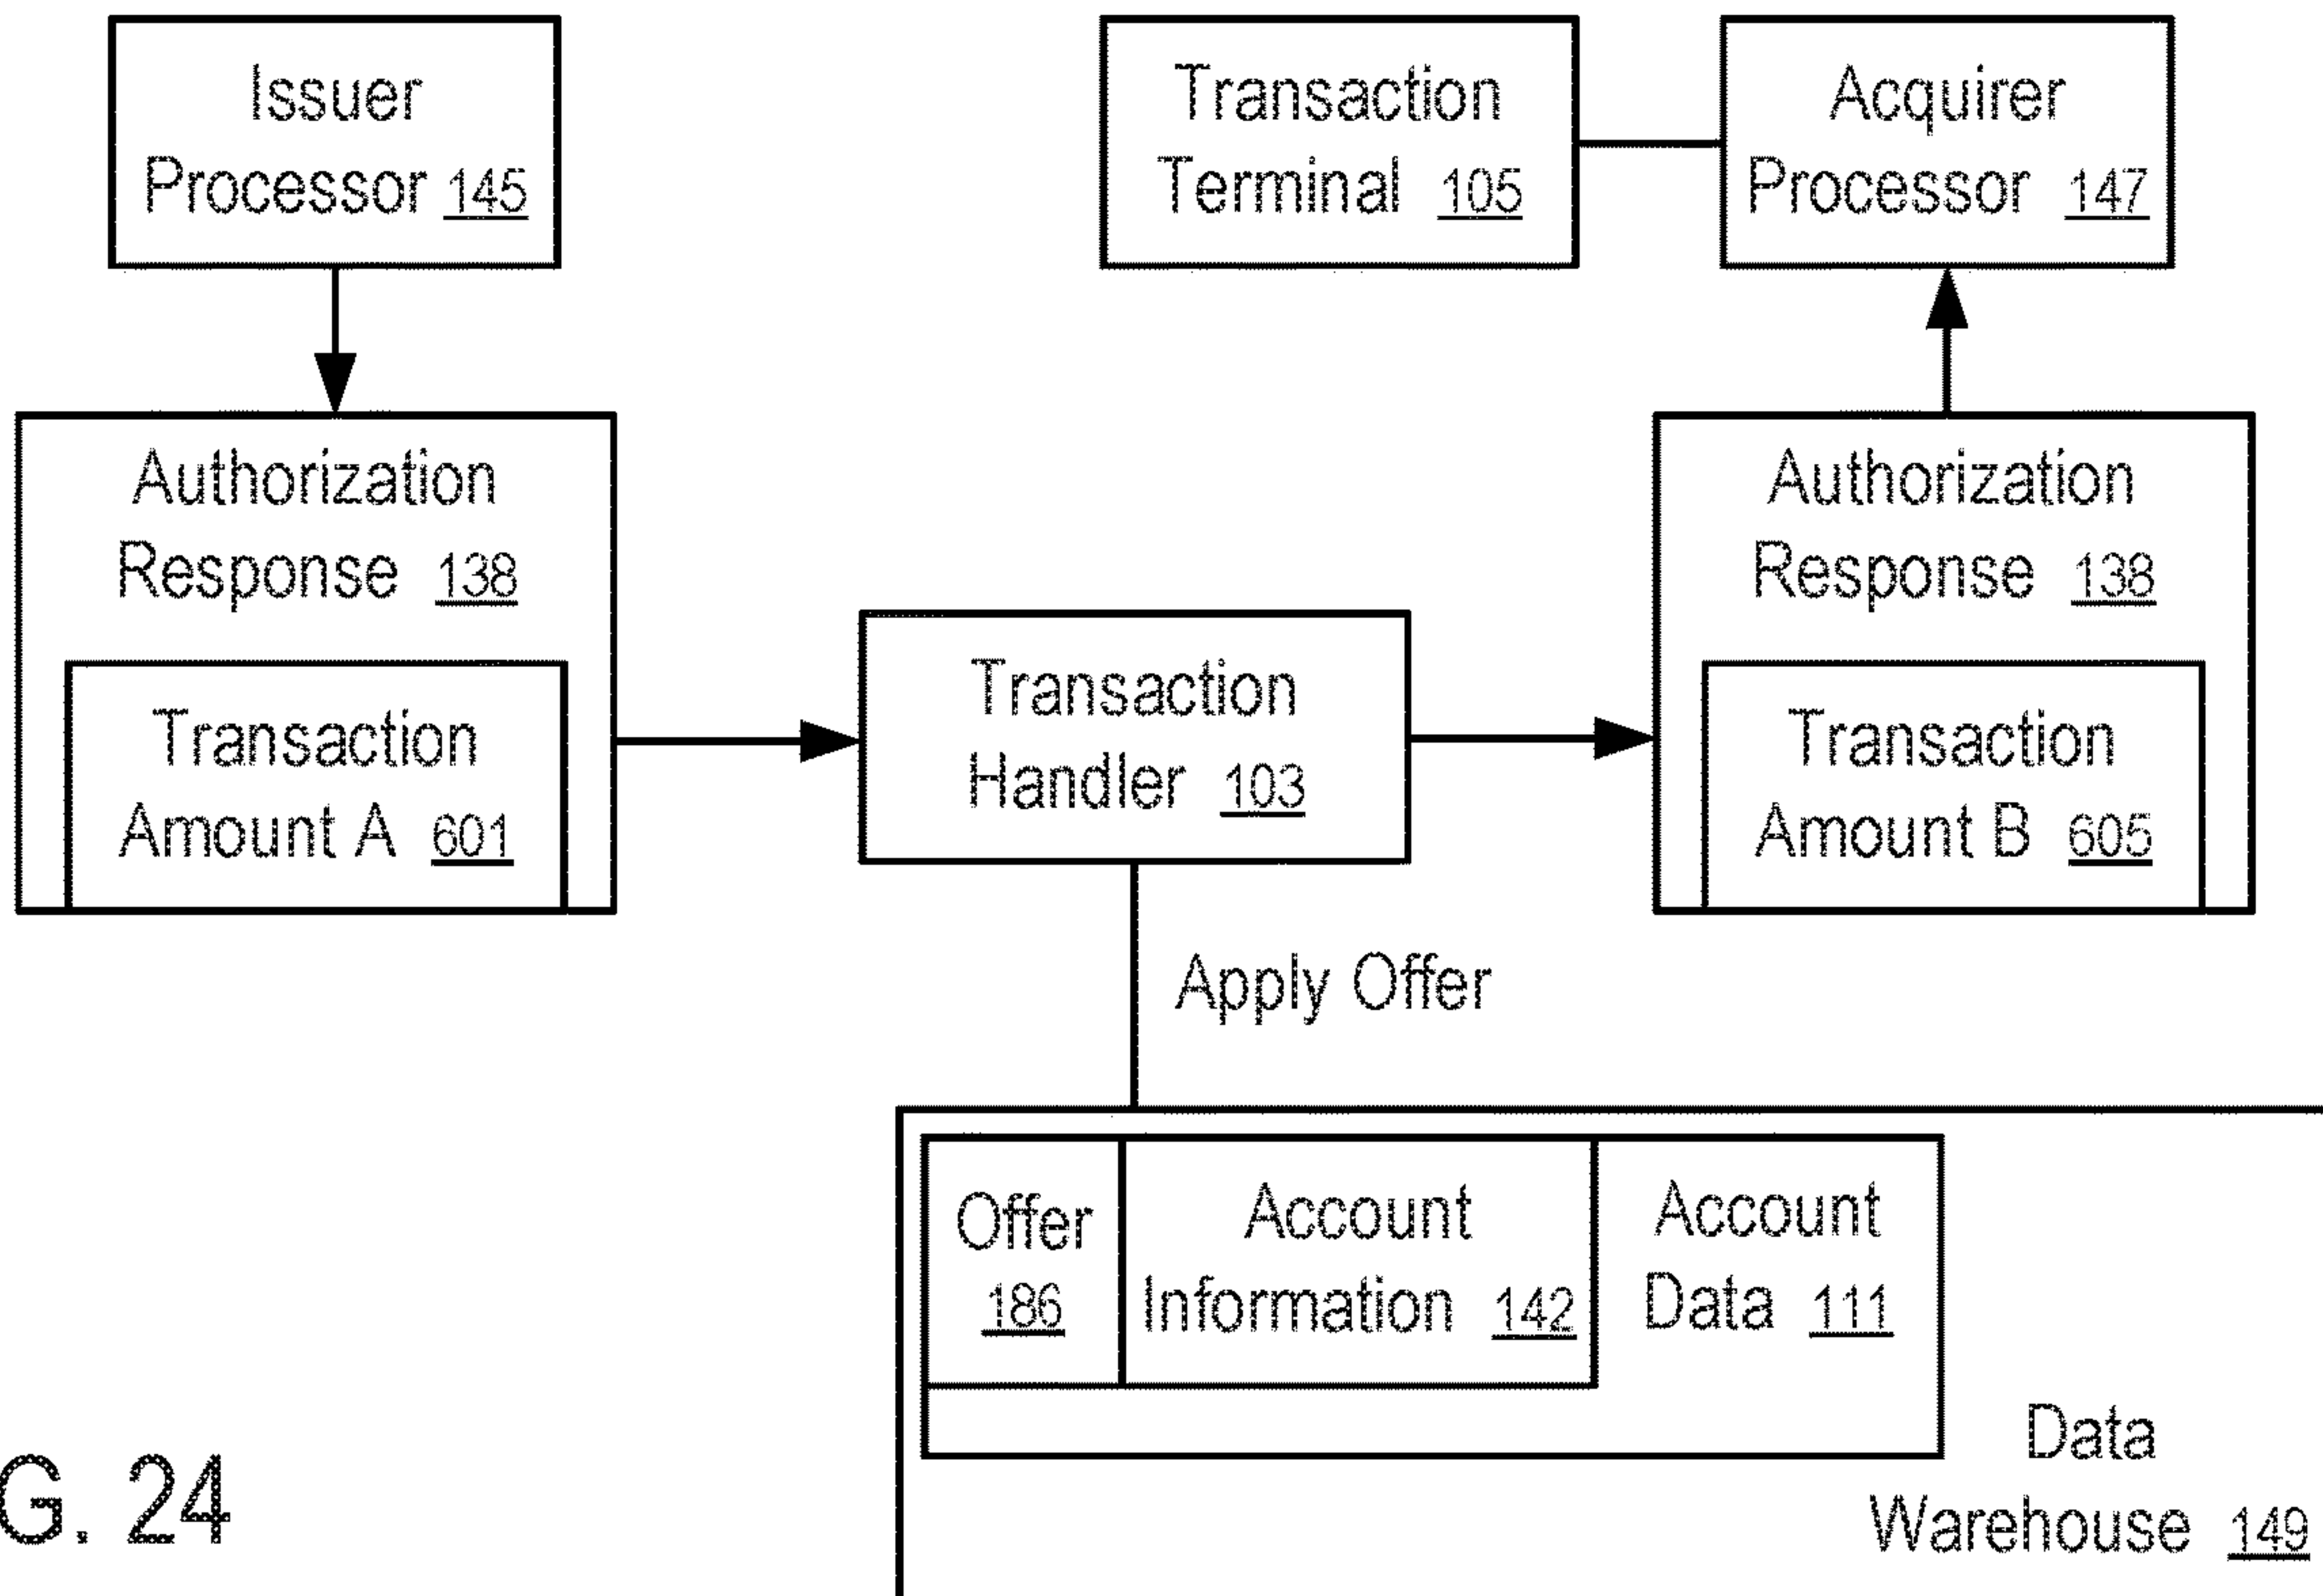 Issuer
Processor 145
Transaction
Terminal 105
Acquirer
Processor 147
Authorization
Response 138
Transaction
Amount A 601
Transaction
Handler 103
Authorization
Response 138
Transaction
Amount B 605
Apply Offer
Offer
186
Account
Information 142
Account
Data 111
Data
Warehouse 149
G. 24